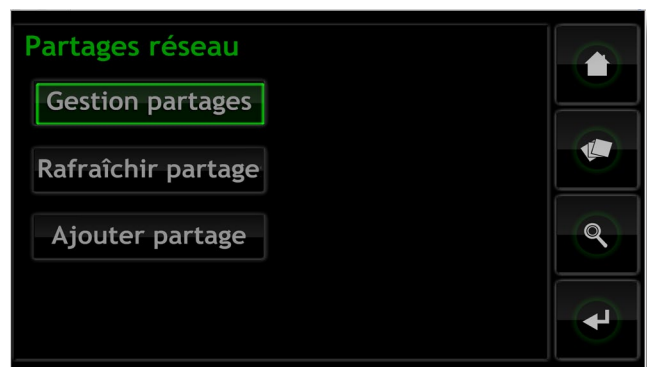 Partages réseau
Gestion partages
Rafraîchir partage
Ajouter partage